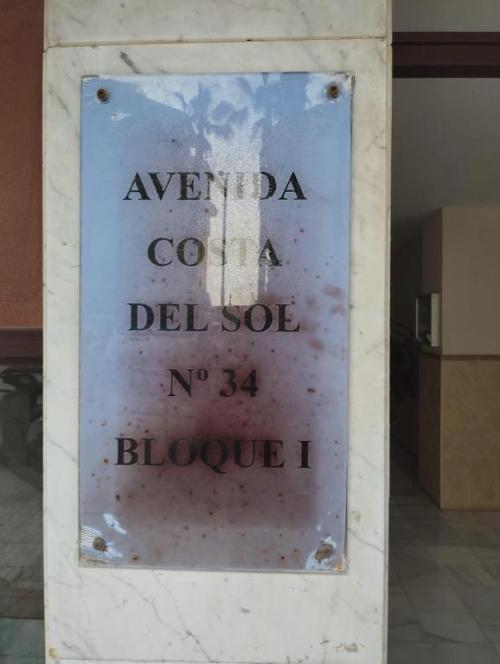 AVENIDA
COSTA
DEL SOL
Nº 34
BLOQUE I